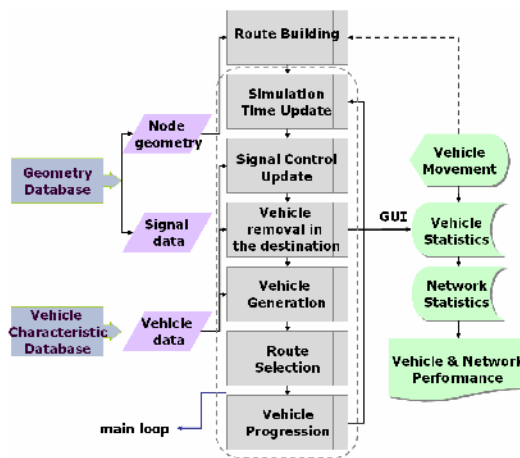 Route Building
Simulation
Time Update
Node
geometry
Signal Control
Update
Vehicle
Movement
Geometry
Database
Signal
data
Vehicle
removal in
the destination
GUI
Vehicle
Statistics
Vehicle
Generation
Network
Statistics
Vehicle
Characteristic
Database
Vehicle
data
Route
Selection
Vehicle & Network
Performance
main loop
Vehicle
Progression